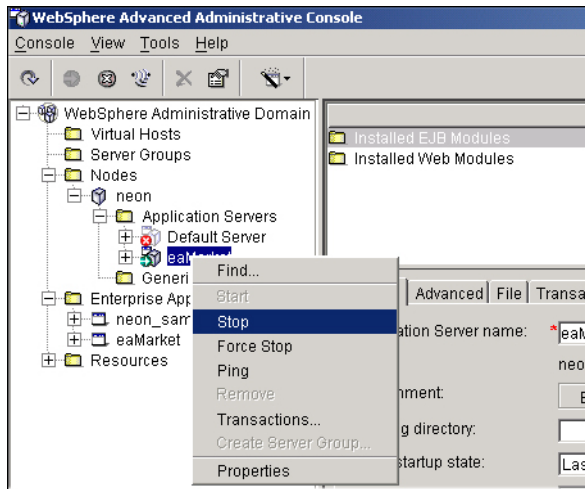 WebSphere Advanced Administrative Console
Console View Tools Help
WebSphere Administrative Domain
Virtual Hosts
Server Groups
Nodes
neon
Application Servers
Default Server
eaMarket
Generi
Enterprise App
neon_sam
eaMarket
Resources
Find...
Start
Stop
Force Stop
Ping
Remove
Transactions...
Create Server Group...
Properties
Installed EJB Modules
Installed Web Modules
Advanced File Transa
ation Server name: *eaM
neo
nment: E
g directory:
startup state: Las